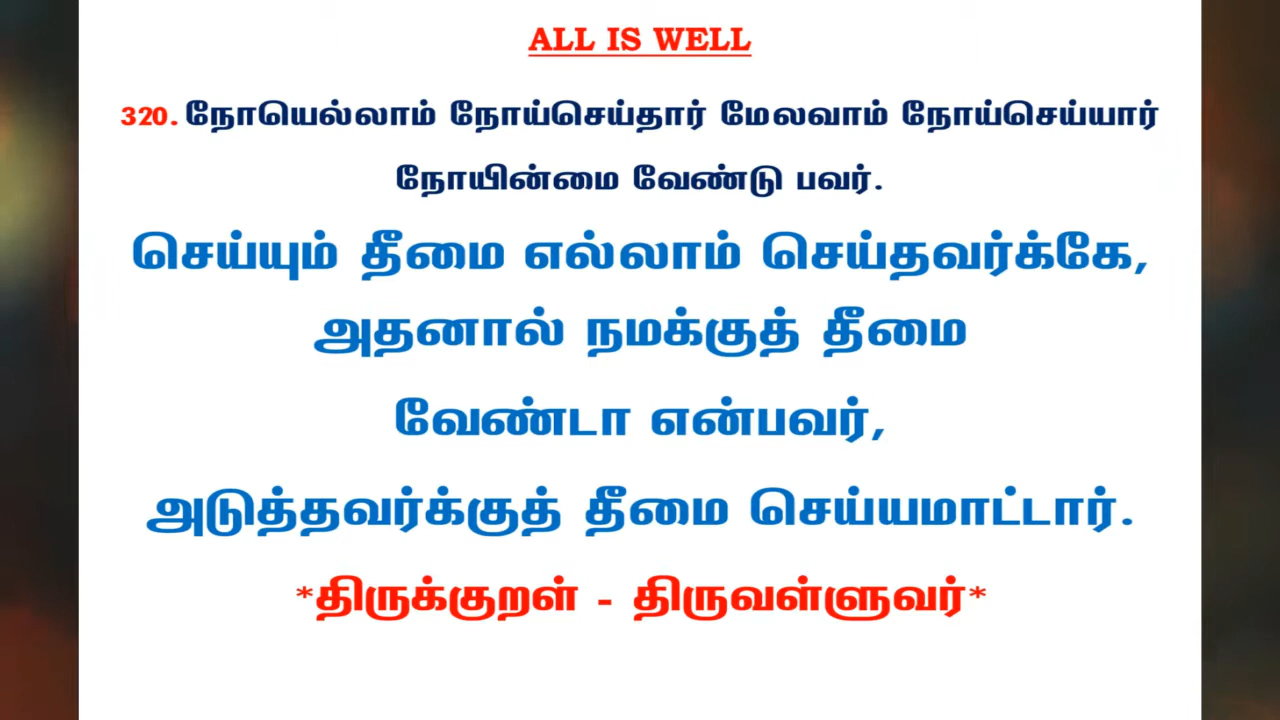 ALL IS WELL
320. நோயெல்லாம் நோய்செய்தார் மேலவாம் நோய்செய்யார்
நோயின்மை வேண்டு பவர்.
செய்யும் தீமை எல்லாம் செய்தவர்க்கே,
அதனால் நமக்குத் தீமை
வேண்டா என்பவர்,
அடுத்தவர்க்குத் தீமை செய்யமாட்டார்.
*திருக்குறள் - திருவள்ளுவர்*